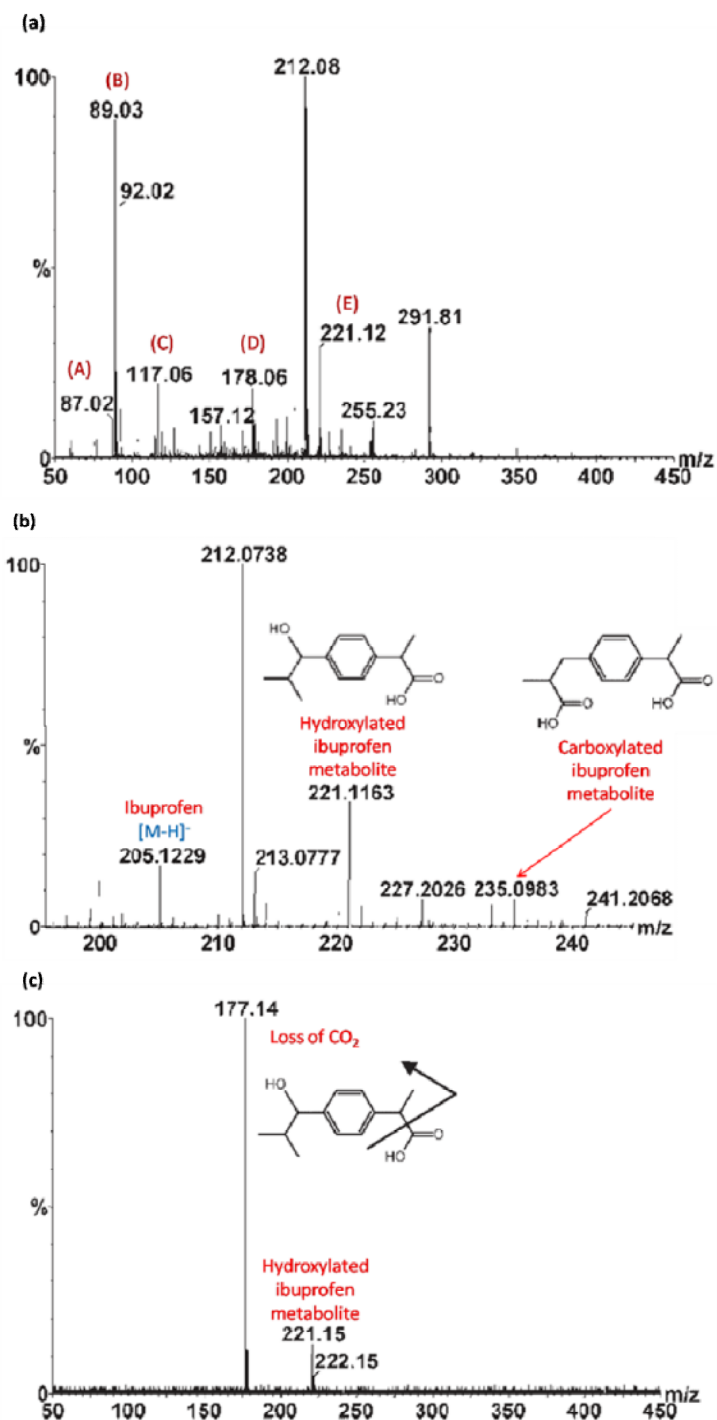 (a)
100
(B)
89.03
92.02
212.08
%
(A)
87.02
(C)
117.06
157.12
(D)
178.06
(E)
221.12
255.23
291.81
0
50 100 150 200 250 300 350 400 450 m/z
(b)
100
212.0738
HO
HO
O
O
HO
HO
O
Hydroxylated
ibuprofen
metabolite
221.1163
Carboxylated
ibuprofen
metabolite
%
Ibuprofen
[M-H]⁻
205.1229
213.0777
227.2026
235.0983
241.2068
0
200 210 220 230 240 m/z
(c)
100
177.14
Loss of CO₂
HO
O
HO
%
Hydroxylated
ibuprofen
metabolite
221.15
222.15
0
50 100 150 200 250 300 350 400 450 m/z